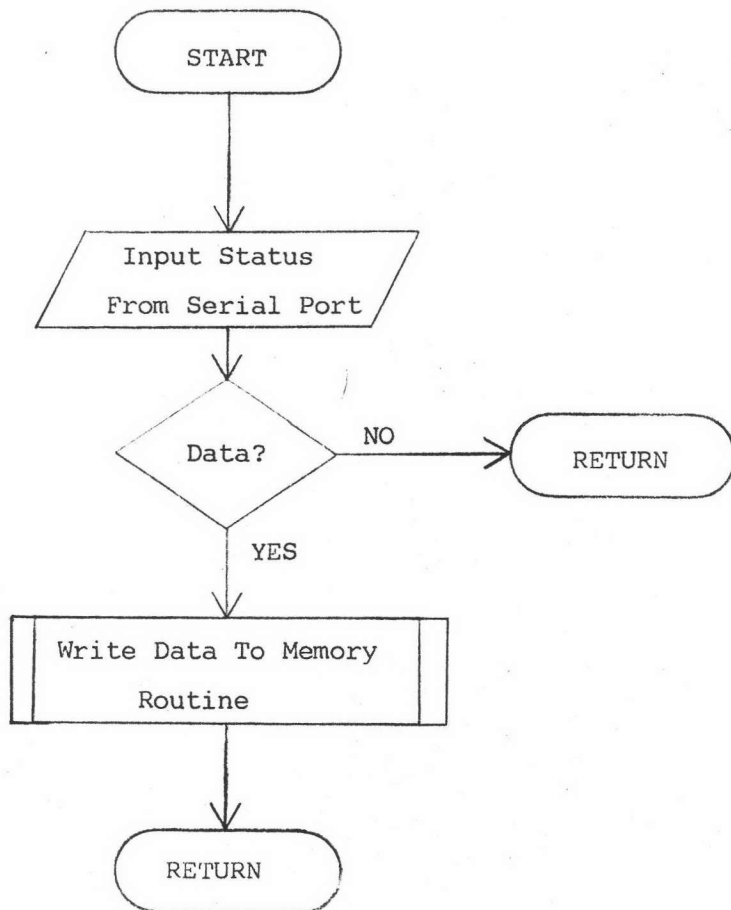 START
Input Status
From Serial Port
Data?
NO
RETURN
YES
Write Data To Memory
Routine
RETURN